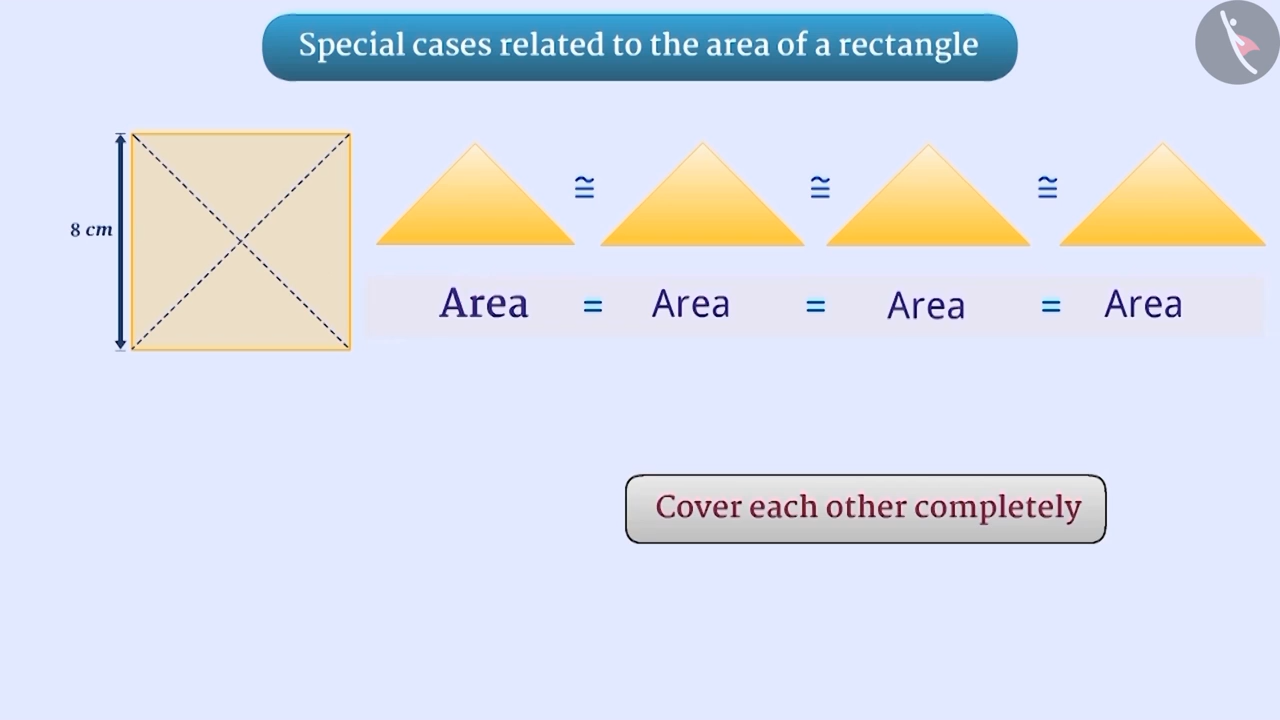 Special cases related to the area of a rectangle
8 cm
≅ ≅ ≅
Area = Area = Area = Area
Cover each other completely